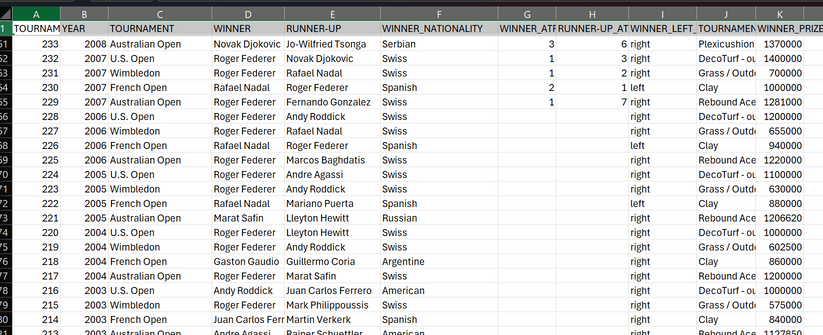 A B C D E F G H I J K
1 TOURNAM YEAR TOURNAMENT WINNER RUNNER-UP WINNER_NATIONALITY WINNER_ATP RUNNER-UP_AT WINNER_LEFT_ TOURNAMEN WINNER_PRIZE
51 233 2008 Australian Open Novak Djokovic Jo-Wilfried Tsonga Serbian 3 6 right Plexicushion 1370000
52 232 2007 U.S. Open Roger Federer Novak Djokovic Swiss 1 3 right DecoTurf - ou 1400000
53 231 2007 Wimbledon Roger Federer Rafael Nadal Swiss 1 2 right Grass / Outdo 700000
54 230 2007 French Open Rafael Nadal Roger Federer Spanish 2 1 left Clay 1000000
55 229 2007 Australian Open Roger Federer Fernando Gonzalez Swiss 1 7 right Rebound Ace 1281000
56 228 2006 U.S. Open Roger Federer Andy Roddick Swiss right DecoTurf - ou 1200000
57 227 2006 Wimbledon Roger Federer Rafael Nadal Swiss right Grass / Outdo 655000
58 226 2006 French Open Rafael Nadal Roger Federer Spanish left Clay 940000
69 225 2006 Australian Open Roger Federer Marcos Baghdatis Swiss right Rebound Ace 1220000
70 224 2005 U.S. Open Roger Federer Andre Agassi Swiss right DecoTurf - ou 1100000
71 223 2005 Wimbledon Roger Federer Andy Roddick Swiss right Grass / Outdo 630000
72 222 2005 French Open Rafael Nadal Mariano Puerta Spanish left Clay 880000
73 221 2005 Australian Open Marat Safin Lleyton Hewitt Russian right Rebound Ace 1206620
74 220 2004 U.S. Open Roger Federer Lleyton Hewitt Swiss right DecoTurf - ou 1000000
75 219 2004 Wimbledon Roger Federer Andy Roddick Swiss right Grass / Outdo 602500
76 218 2004 French Open Gaston Gaudio Guillermo Coria Argentine right Clay 860000
77 217 2004 Australian Open Roger Federer Marat Safin Swiss right Rebound Ace 1200000
78 216 2003 U.S. Open Andy Roddick Juan Carlos Ferrero American right DecoTurf - ou 1000000
79 215 2003 Wimbledon Roger Federer Mark Philippoussis Swiss right Grass / Outdo 575000
80 214 2003 French Open Juan Carlos Ferr Martin Verkerk Spanish right Clay 840000
81 213 2003 Australian Open Andre Agassi Rainer Schuettler American right Rebound Ace 1127850